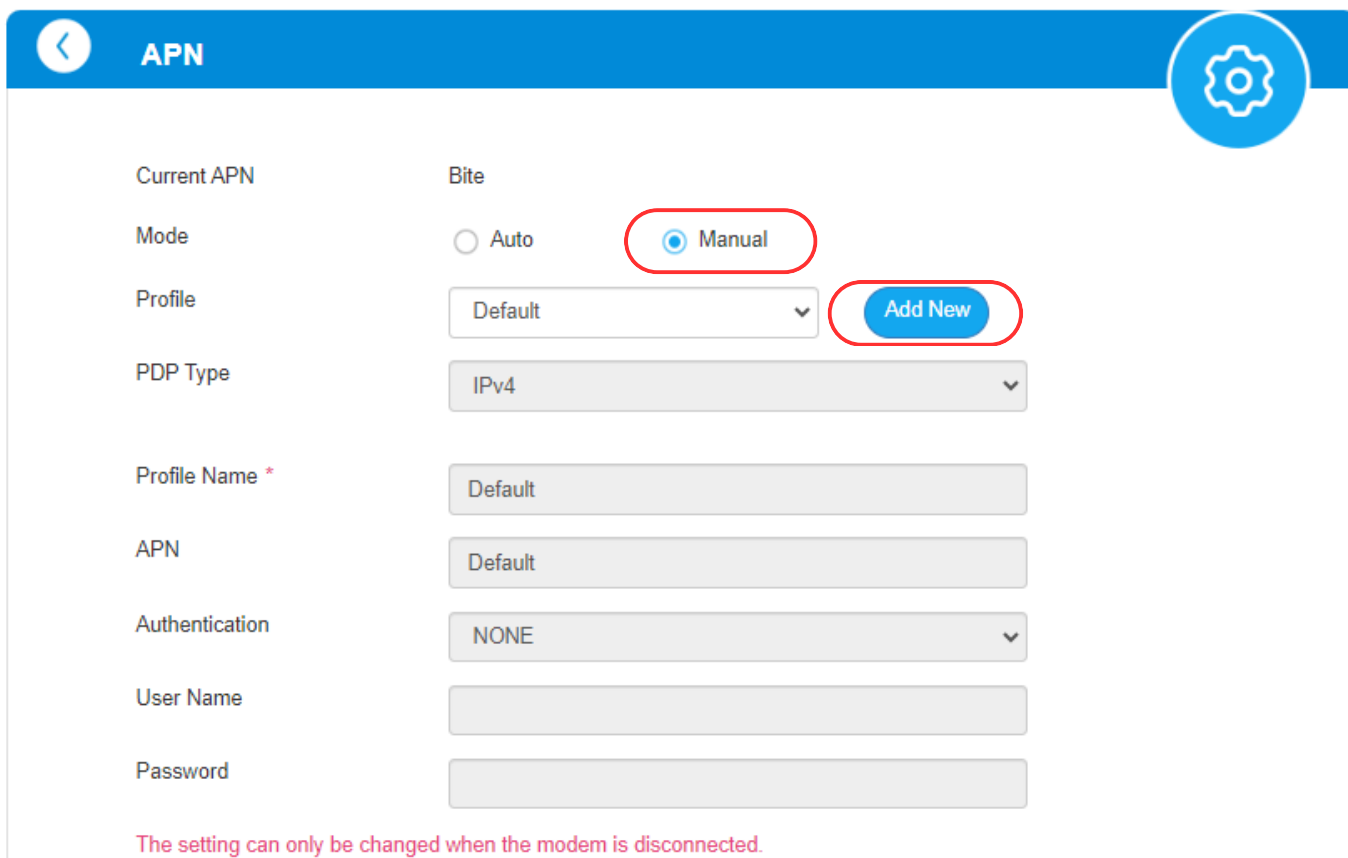 APN
Current APN Bite
Mode Auto Manual
Profile Default Add New
PDP Type IPv4
Profile Name * Default
APN Default
Authentication NONE
User Name
Password
The setting can only be changed when the modem is disconnected.